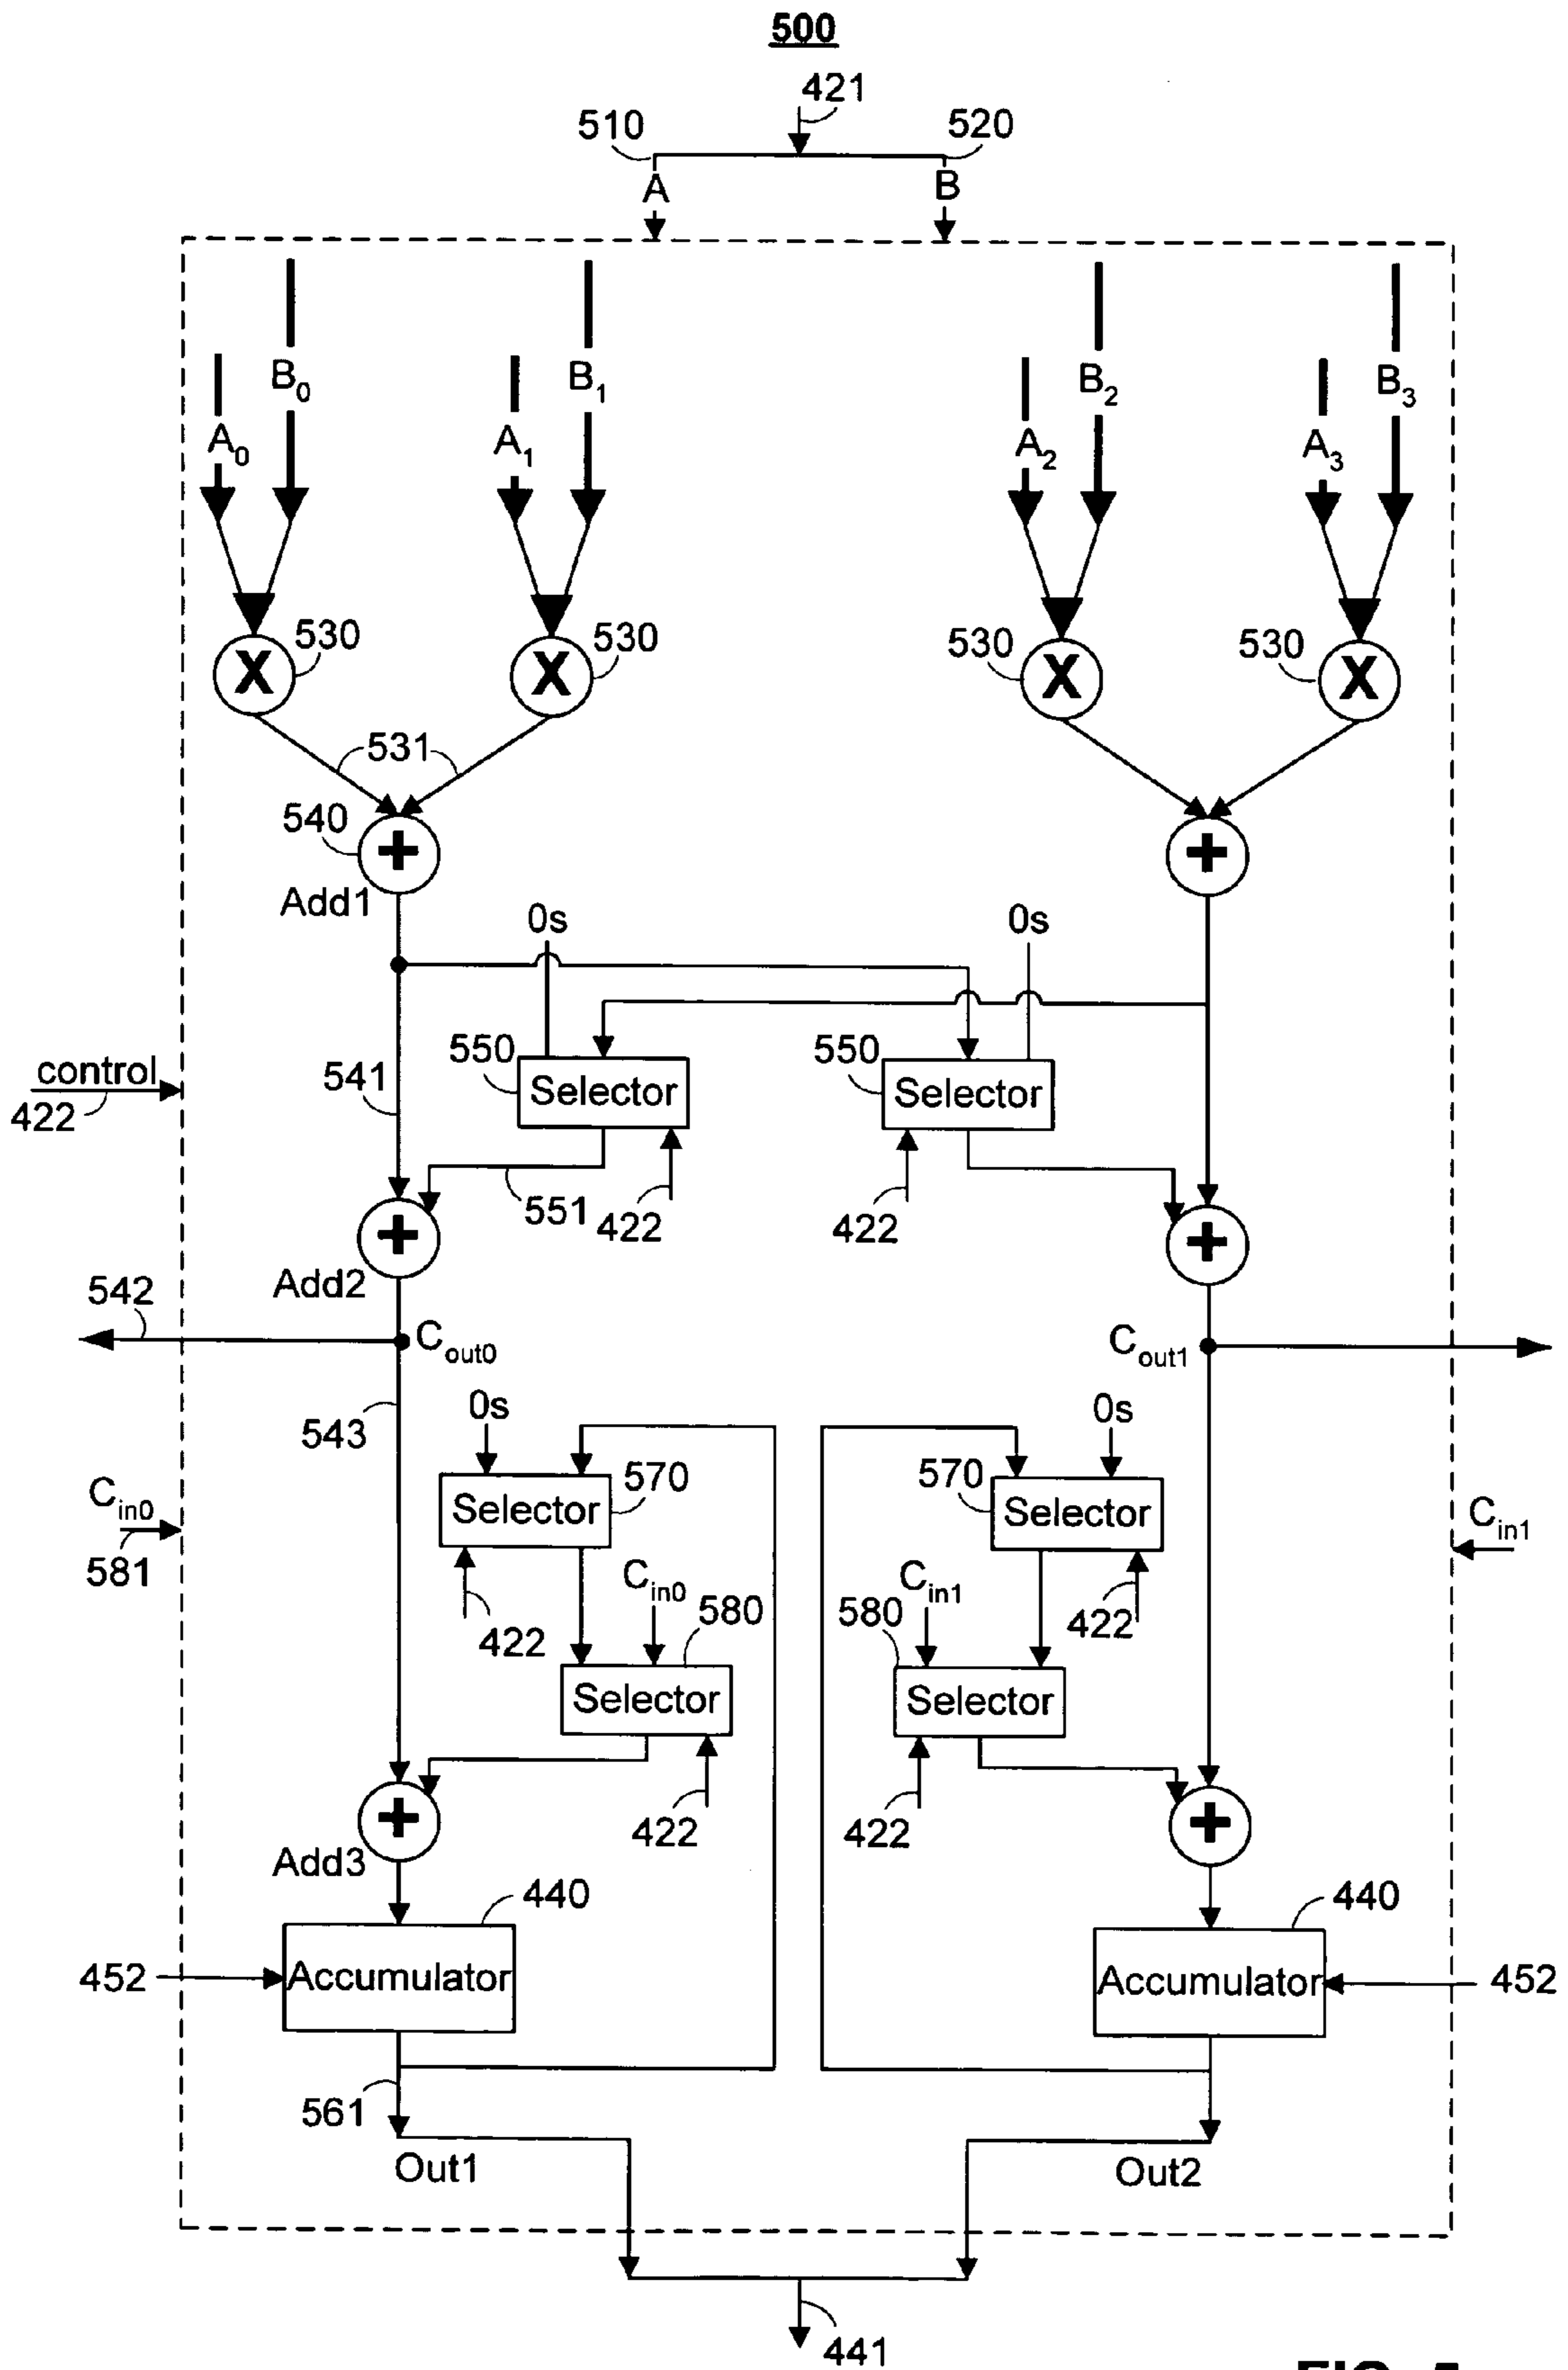 500
421
510
520
A
B
B0
B1
B2
B3
A0
A1
A2
A3
X
530
X
530
530
X
530
X
531
540
+
+
Add1
0s
0s
control
422
541
550
Selector
550
Selector
551
422
422
+
+
Add2
542
Cout0
Cout1
543
0s
0s
Selector
570
570
Selector
Cin0
581
Cin1
422
Cin0
580
580
Cin1
422
Selector
Selector
422
422
+
+
Add3
440
440
452
Accumulator
Accumulator
452
561
Out1
Out2
441